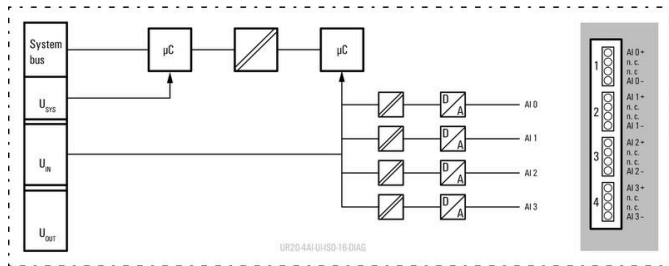 System
bus
µC
µC
U SYS
U IN
U OUT
D
A
AI 0
D
A
AI 1
D
A
AI 2
D
A
AI 3
UR20-4AI-UI-ISO-16-DIAG
1
AI 0+
n. c.
n. c
AI 0-
2
AI 1+
n. c.
n. c.
AI 1-
3
AI 2+
n. c.
n. c.
AI 2-
4
AI 3+
n. c.
n. c.
AI 3-